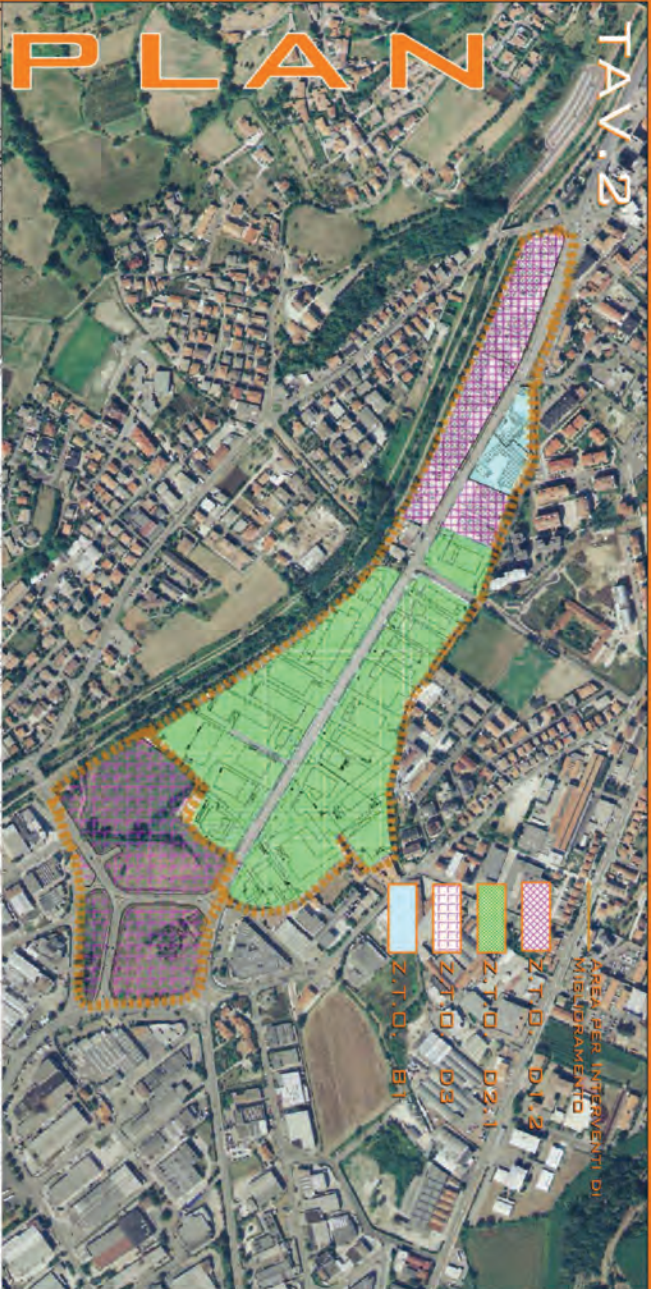 TAV.2
PLAN
AREA PER INTERVENTI DI
MIGLIORAMENTO
Z.T.O. D1.2
Z.T.O. D2.1
Z.T.O. D3
Z.T.O. B1